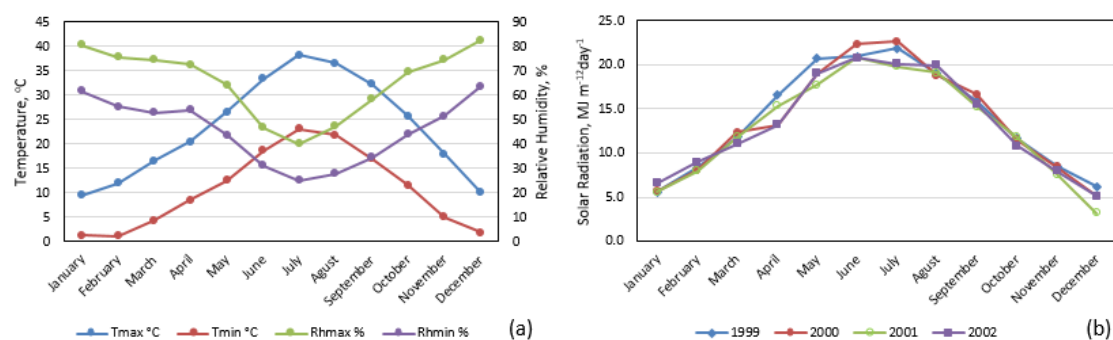 Temperature, °C
45
40
35
30
25
20
15
10
5
0
90
80
70
60
50
40
30
20
10
0
Relative Humidity, %
January
February
March
April
May
June
July
Agust
September
October
November
December
Tmax °C
Tmin °C
Rhmax %
Rhmin %
(a)
Solar Radiation, MJ m⁻¹²day⁻¹
25.0
20.0
15.0
10.0
5.0
0.0
January
February
March
April
May
June
July
Agust
September
October
November
December
1999
2000
2001
2002
(b)